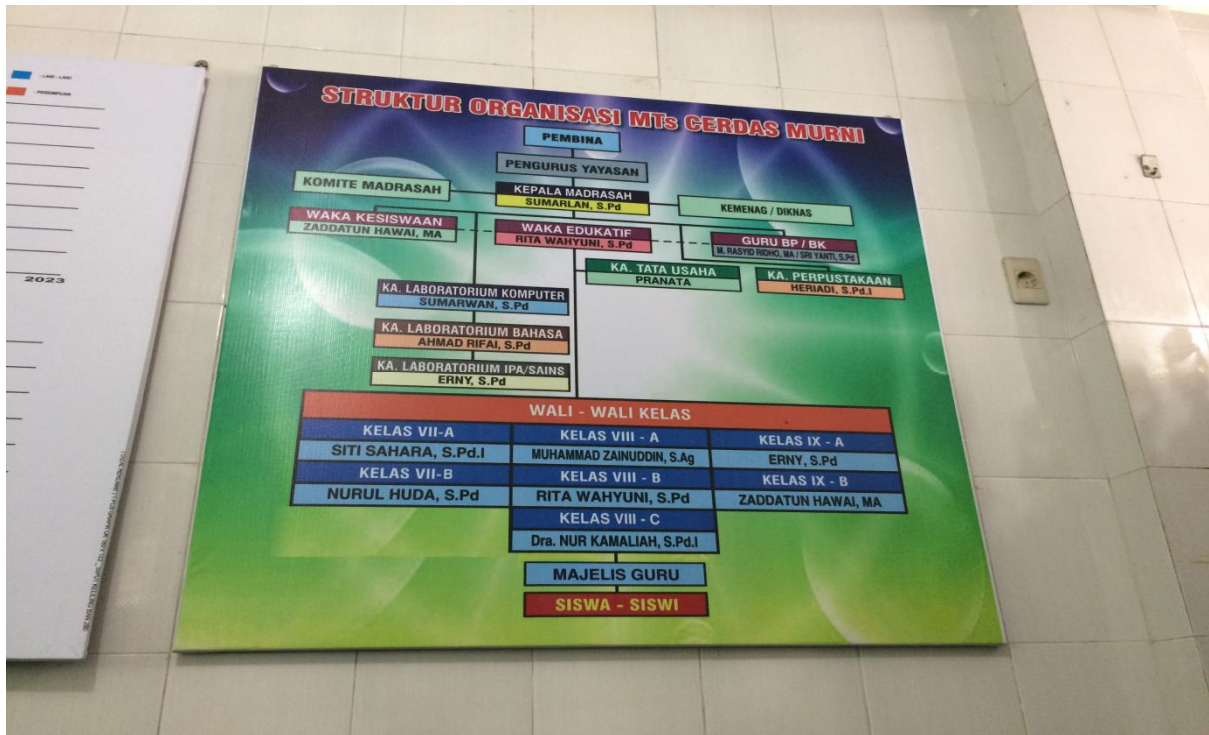 - LAKI - LAKI
- PEREMPUAN
2023
STRUKTUR ORGANISASI MTs CERDAS MURNI
PEMBINA
PENGURUS YAYASAN
KOMITE MADRASAH
KEPALA MADRASAH
SUMARLAN, S.Pd
KEMENAG / DIKNAS
WAKA KESISWAAN
ZADDATUN HAWAI, MA
WAKA EDUKATIF
RITA WAHYUNI, S.Pd
GURU BP / BK
M. RASYID RIDHO, MA / SRI YANTI, S.Pd
KA. TATA USAHA
PRANATA
KA. PERPUSTAKAAN
HERIADI, S.Pd.I
KA. LABORATORIUM KOMPUTER
SUMARWAN, S.Pd
KA. LABORATORIUM BAHASA
AHMAD RIFAI, S.Pd
KA. LABORATORIUM IPA/SAINS
ERNY, S.Pd
WALI - WALI KELAS
KELAS VII-A
KELAS VIII - A
KELAS IX - A
SITI SAHARA, S.Pd.I
MUHAMMAD ZAINUDDIN, S.Ag
ERNY, S.Pd
KELAS VII-B
KELAS VIII - B
KELAS IX - B
NURUL HUDA, S.Pd
RITA WAHYUNI, S.Pd
ZADDATUN HAWAI, MA
KELAS VIII - C
Dra. NUR KAMALIAH, S.Pd.I
MAJELIS GURU
SISWA - SISWI